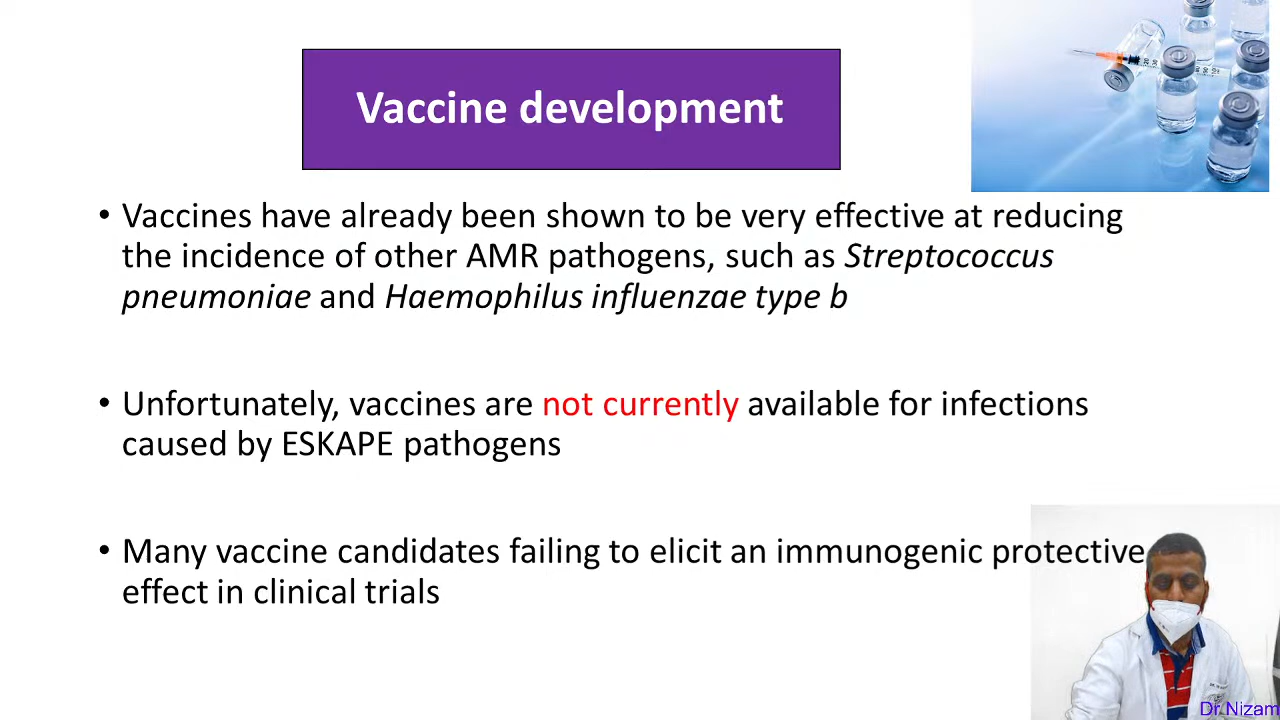 Vaccine development
• Vaccines have already been shown to be very effective at reducing
the incidence of other AMR pathogens, such as Streptococcus
pneumoniae and Haemophilus influenzae type b
• Unfortunately, vaccines are not currently available for infections
caused by ESKAPE pathogens
• Many vaccine candidates failing to elicit an immunogenic protective
effect in clinical trials
Dr.Nizam